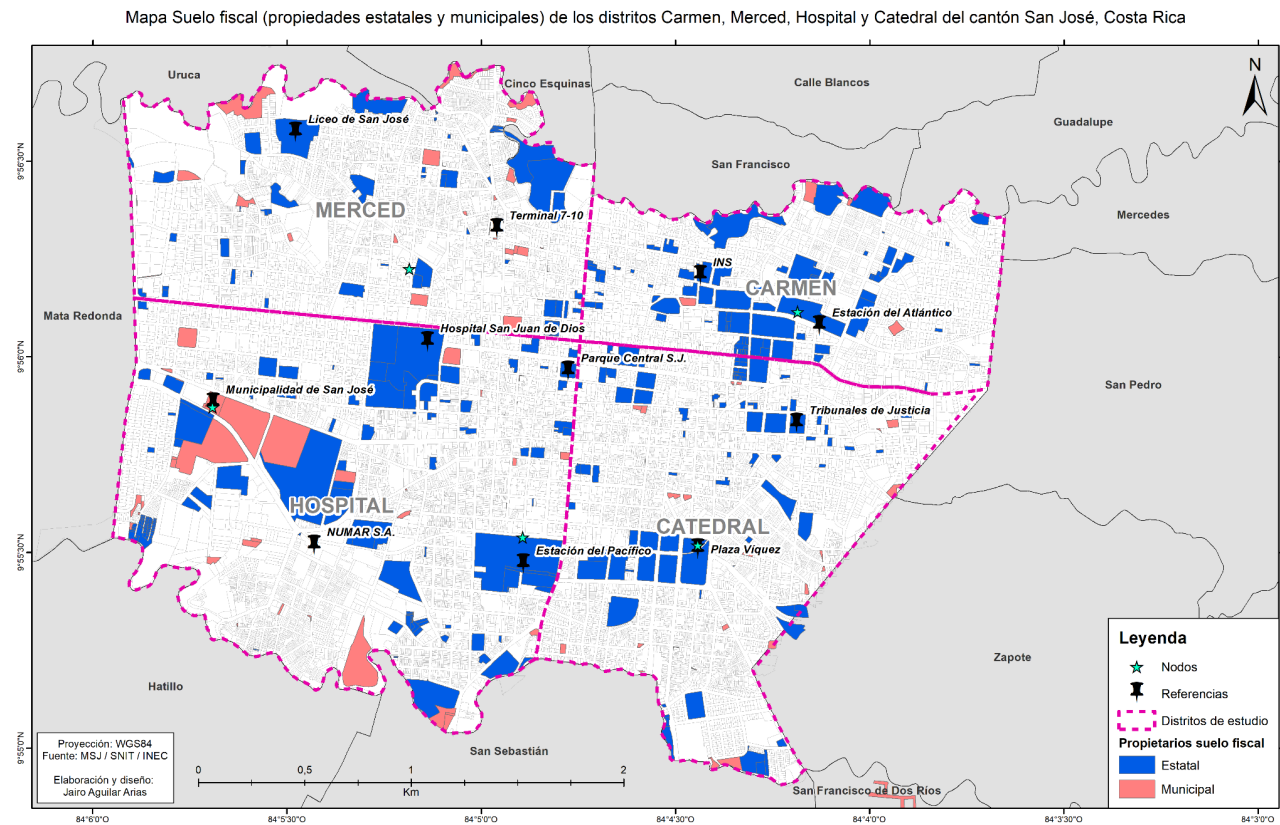 Mapa Suelo fiscal (propiedades estatales y municipales) de los distritos Carmen, Merced, Hospital y Catedral del cantón San José, Costa Rica
N
Uruca
Cinco Esquinas
Calle Blancos
Guadalupe
Liceo de San José
San Francisco
9°56'30"N
MERCED
Terminal 7-10
Mercedes
INS
CARMEN
Mata Redonda
Estación del Atlántico
Hospital San Juan de Dios
9°56'0"N
Parque Central S.J.
San Pedro
Municipalidad de San José
Tribunales de Justicia
HOSPITAL
CATEDRAL
NUMAR S.A.
9°55'30"N
Estación del Pacífico
Plaza Víquez
Zapote
Hatillo
San Sebastián
San Francisco de Dos Ríos
9°55'0"N
Leyenda
Nodos
Referencias
Distritos de estudio
Propietarios suelo fiscal
Estatal
Municipal
Proyección: WGS84
Fuente: MSJ / SNIT / INEC
Elaboración y diseño:
Jairo Aguilar Arias
0 0,5 1 2
Km
84°6'0"O 84°5'30"O 84°5'0"O 84°4'30"O 84°4'0"O 84°3'30"O 84°3'0"O